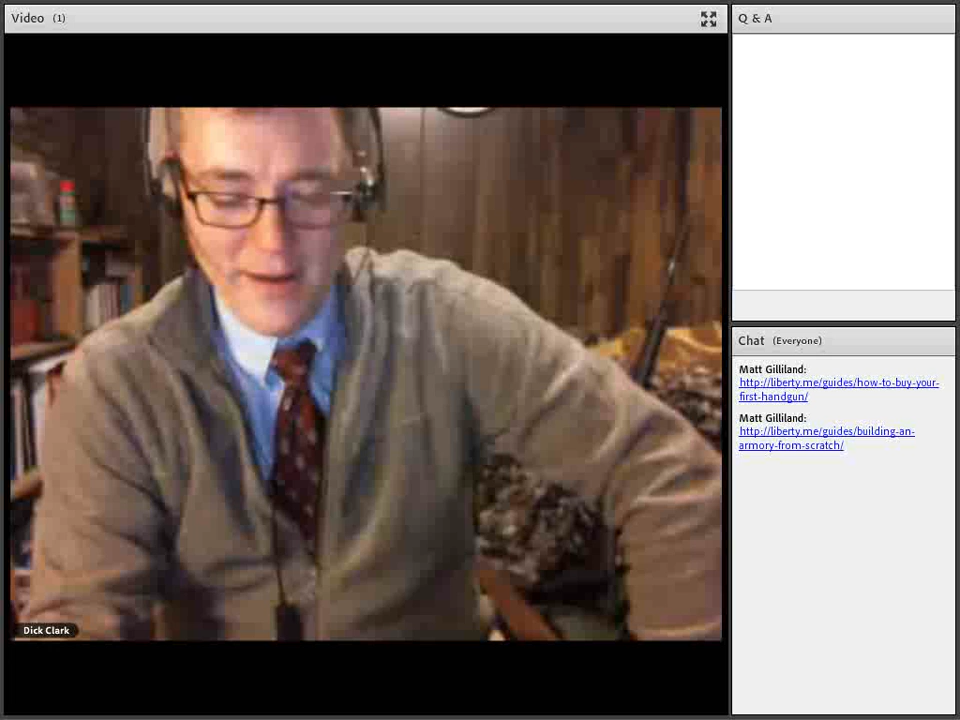 Video (1)
Dick Clark
Q & A
Chat (Everyone)
Matt Gilliland:
http://liberty.me/guides/how-to-buy-your-
first-handgun/
Matt Gilliland:
http://liberty.me/guides/building-an-
armory-from-scratch/